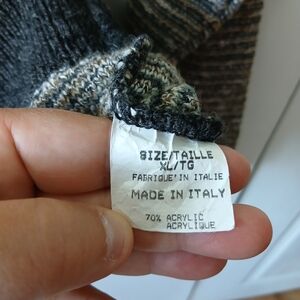 SIZE/TAILLE
XL/TG
FABRIQUE' IN ITALIE
MADE IN ITALY
70% ACRYLIC
ACRYLIQUE